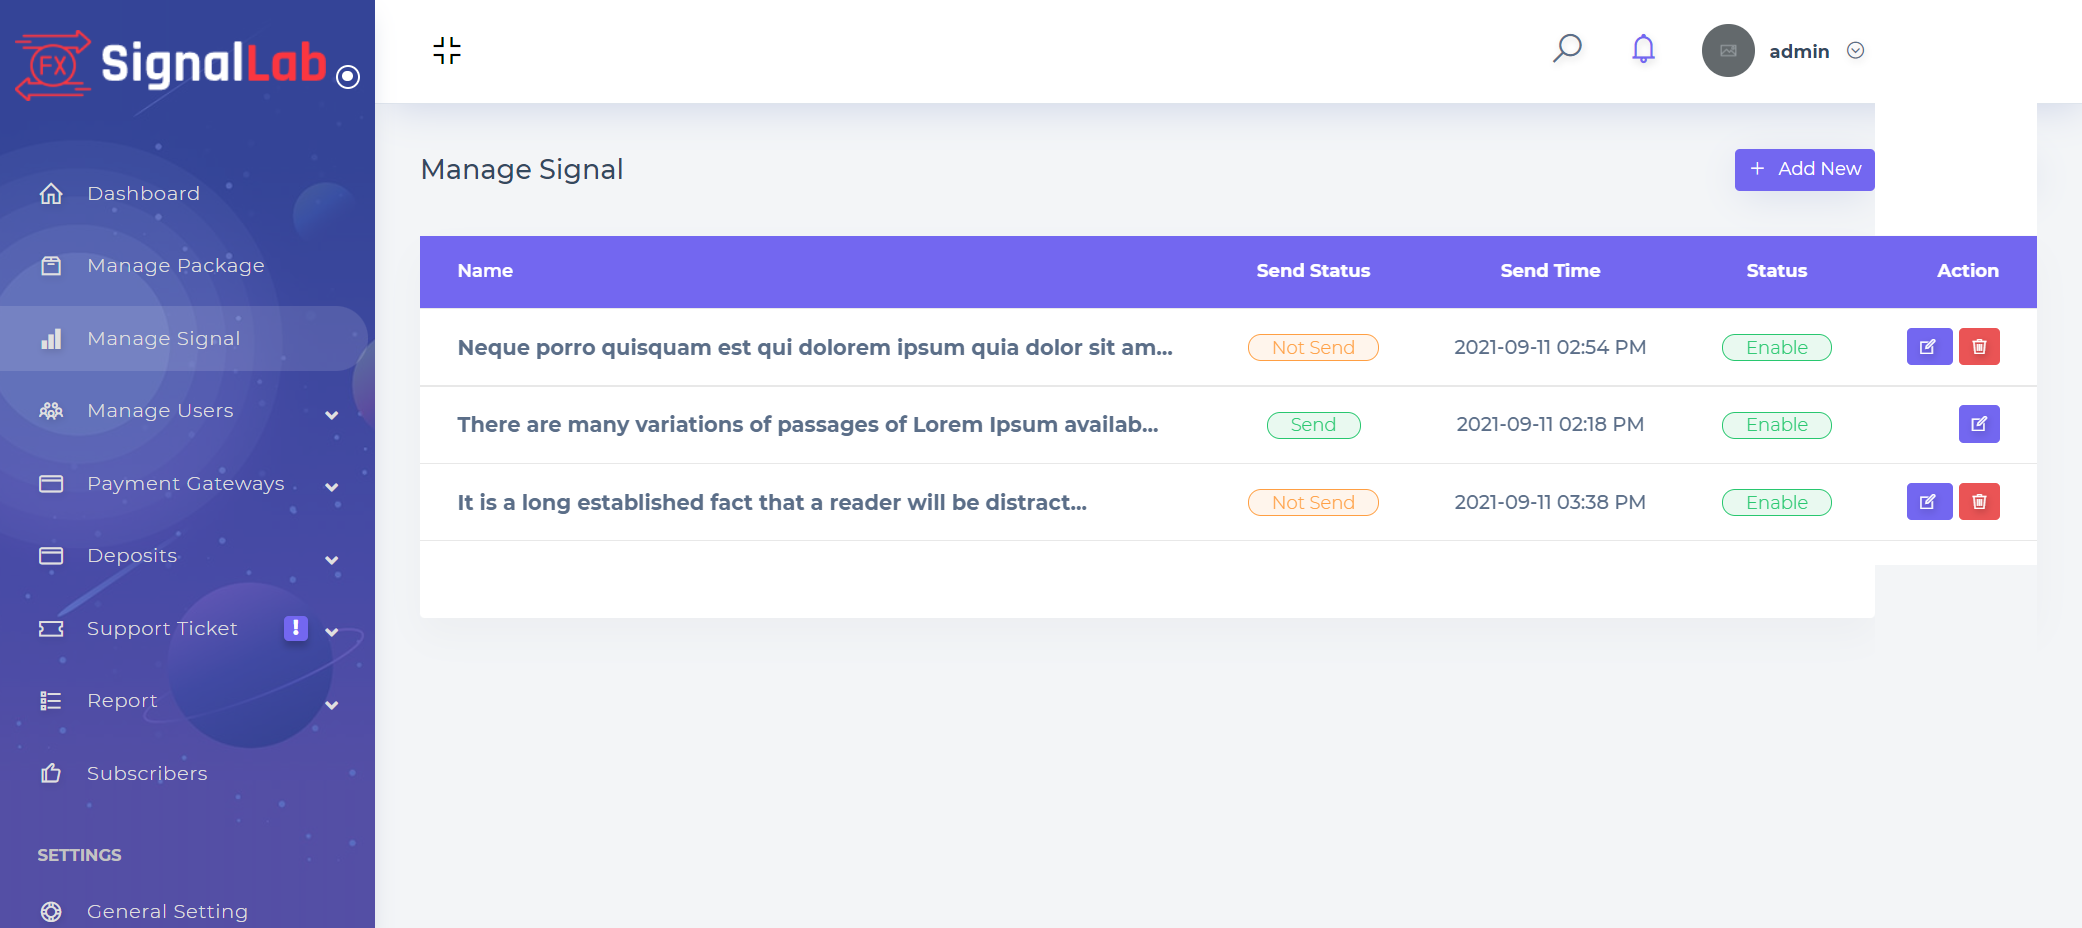 FX SignalLab
admin
Dashboard
Manage Package
Manage Signal
Manage Users
Payment Gateways
Deposits
Support Ticket !
Report
Subscribers
SETTINGS
General Setting
Manage Signal
+ Add New
Name Send Status Send Time Status Action
Neque porro quisquam est qui dolorem ipsum quia dolor sit am... Not Send 2021-09-11 02:54 PM Enable
There are many variations of passages of Lorem Ipsum availab... Send 2021-09-11 02:18 PM Enable
It is a long established fact that a reader will be distract... Not Send 2021-09-11 03:38 PM Enable